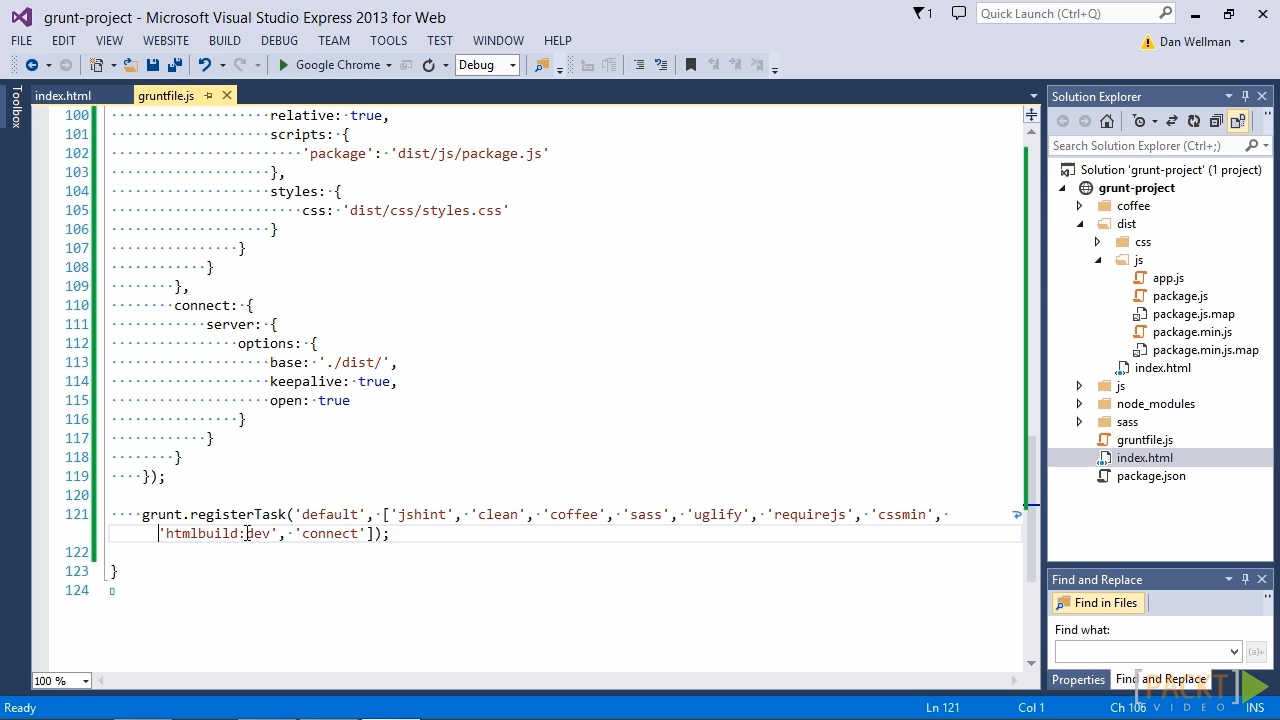 grunt-project - Microsoft Visual Studio Express 2013 for Web
1
Quick Launch (Ctrl+Q)
FILE EDIT VIEW WEBSITE BUILD DEBUG TEAM TOOLS TEST WINDOW HELP
Dan Wellman
Google Chrome
Debug
Toolbox
index.html
gruntfile.js
100 relative: true,
101 scripts: {
102 'package': 'dist/js/package.js'
103 },
104 styles: {
105 css: 'dist/css/styles.css'
106 }
107 }
108 }
109 },
110 connect: {
111 server: {
112 options: {
113 base: './dist/',
114 keepalive: true,
115 open: true
116 }
117 }
118 }
119 });
120
121 grunt.registerTask('default', ['jshint', 'clean', 'coffee', 'sass', 'uglify', 'requirejs', 'cssmin',
'htmlbuild:dev', 'connect']);
122
123 }
124
100 %
Solution Explorer
Search Solution Explorer (Ctrl+;)
Solution 'grunt-project' (1 project)
grunt-project
coffee
dist
css
js
app.js
package.js
package.js.map
package.min.js
package.min.js.map
index.html
js
node_modules
sass
gruntfile.js
index.html
package.json
Find and Replace
Find in Files
Find what:
(a)+
Properties
Find and Replace
PACKT
VIDEO
Ready
Ln 121
Col 1
Ch 106
INS